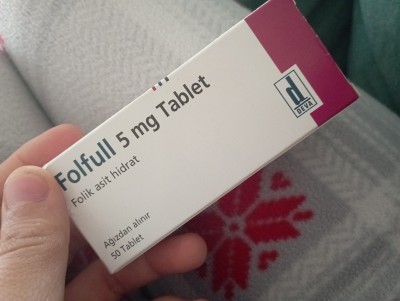 Folfull 5 mg Tablet
Folik asit hidrat
Ağızdan alınır
50 Tablet
DEVA